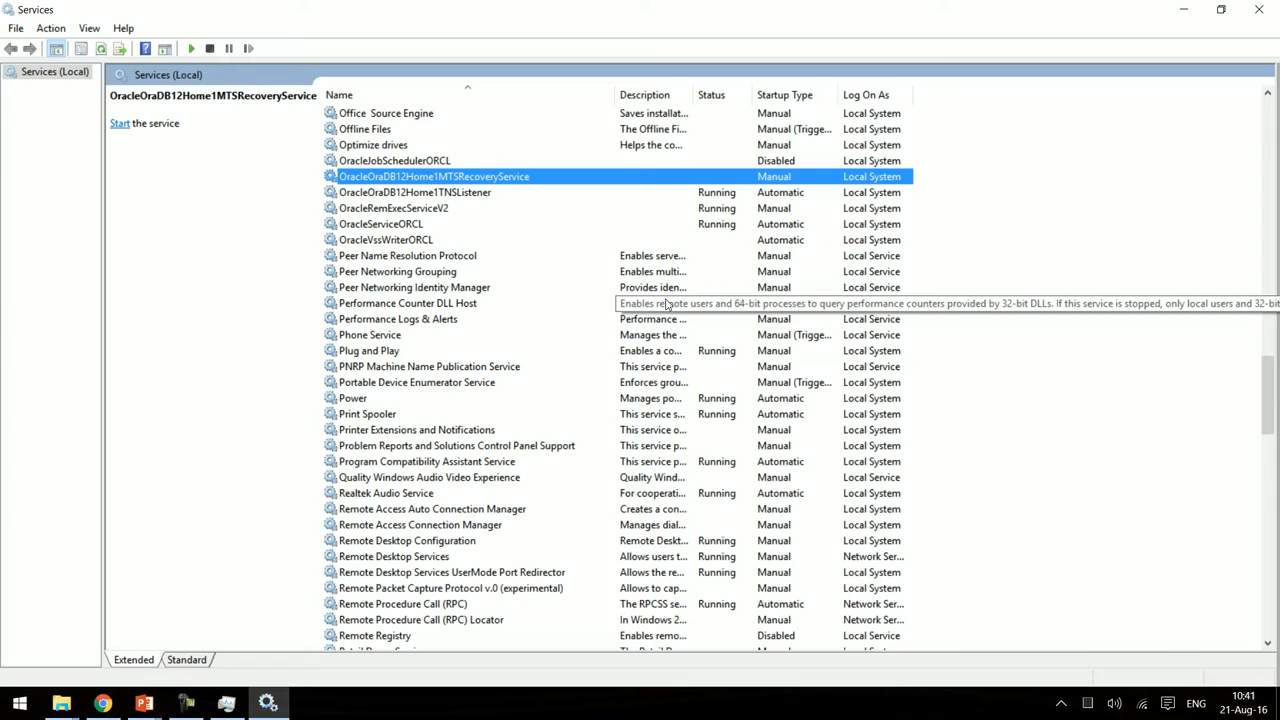 Services
File Action View Help
Services (Local)
Services (Local)
OracleOraDB12Home1MTSRecoveryService
Start the service
Name Description Status Startup Type Log On As
Office Source Engine Saves installat... Manual Local System
Offline Files The Offline Fi... Manual (Trigge... Local System
Optimize drives Helps the co... Manual Local System
OracleJobSchedulerORCL Disabled Local System
OracleOraDB12Home1MTSRecoveryService Manual Local System
OracleOraDB12Home1TNSListener Running Automatic Local System
OracleRemExecServiceV2 Running Manual Local System
OracleServiceORCL Running Automatic Local System
OracleVssWriterORCL Automatic Local System
Peer Name Resolution Protocol Enables serve... Manual Local Service
Peer Networking Grouping Enables multi... Manual Local Service
Peer Networking Identity Manager Provides iden... Manual Local Service
Performance Counter DLL Host Enables remote users and 64-bit processes to query performance counters provided by 32-bit DLLs. If this service is stopped, only local users and 32-bit
Performance Logs & Alerts Performance ... Manual Local Service
Phone Service Manages the ... Manual (Trigge... Local Service
Plug and Play Enables a co... Running Manual Local System
PNRP Machine Name Publication Service This service p... Manual Local Service
Portable Device Enumerator Service Enforces grou... Manual (Trigge... Local System
Power Manages po... Running Automatic Local System
Print Spooler This service s... Running Automatic Local System
Printer Extensions and Notifications This service o... Manual Local System
Problem Reports and Solutions Control Panel Support This service p... Manual Local System
Program Compatibility Assistant Service This service p... Running Automatic Local System
Quality Windows Audio Video Experience Quality Wind... Manual Local Service
Realtek Audio Service For cooperati... Running Automatic Local System
Remote Access Auto Connection Manager Creates a con... Manual Local System
Remote Access Connection Manager Manages dial... Manual Local System
Remote Desktop Configuration Remote Deskt... Running Manual Local System
Remote Desktop Services Allows users t... Running Manual Network Ser...
Remote Desktop Services UserMode Port Redirector Allows the re... Running Manual Local System
Remote Packet Capture Protocol v.0 (experimental) Allows to cap... Manual Local System
Remote Procedure Call (RPC) The RPCSS se... Running Automatic Network Ser...
Remote Procedure Call (RPC) Locator In Windows 2... Manual Network Ser...
Remote Registry Enables remo... Disabled Local Service
Extended Standard
ENG
10:41
21-Aug-16